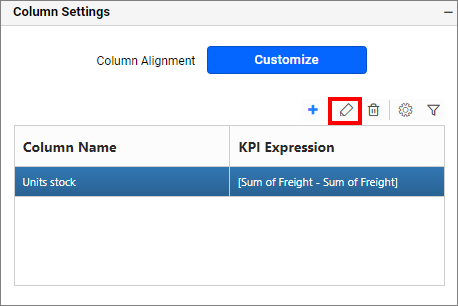 Column Settings
Column Alignment Customize
Column Name KPI Expression
Units stock [Sum of Freight - Sum of Freight]